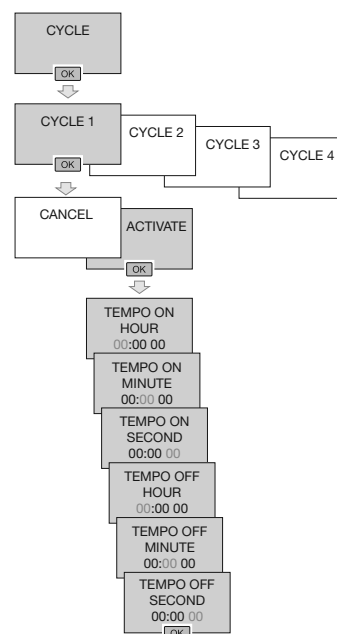 CYCLE
OK
CYCLE 1
CYCLE 2
CYCLE 3
CYCLE 4
OK
CANCEL
ACTIVATE
OK
TEMPO ON
HOUR
00:00 00
TEMPO ON
MINUTE
00:00 00
TEMPO ON
SECOND
00:00 00
TEMPO OFF
HOUR
00:00 00
TEMPO OFF
MINUTE
00:00 00
TEMPO OFF
SECOND
00:00 00
OK